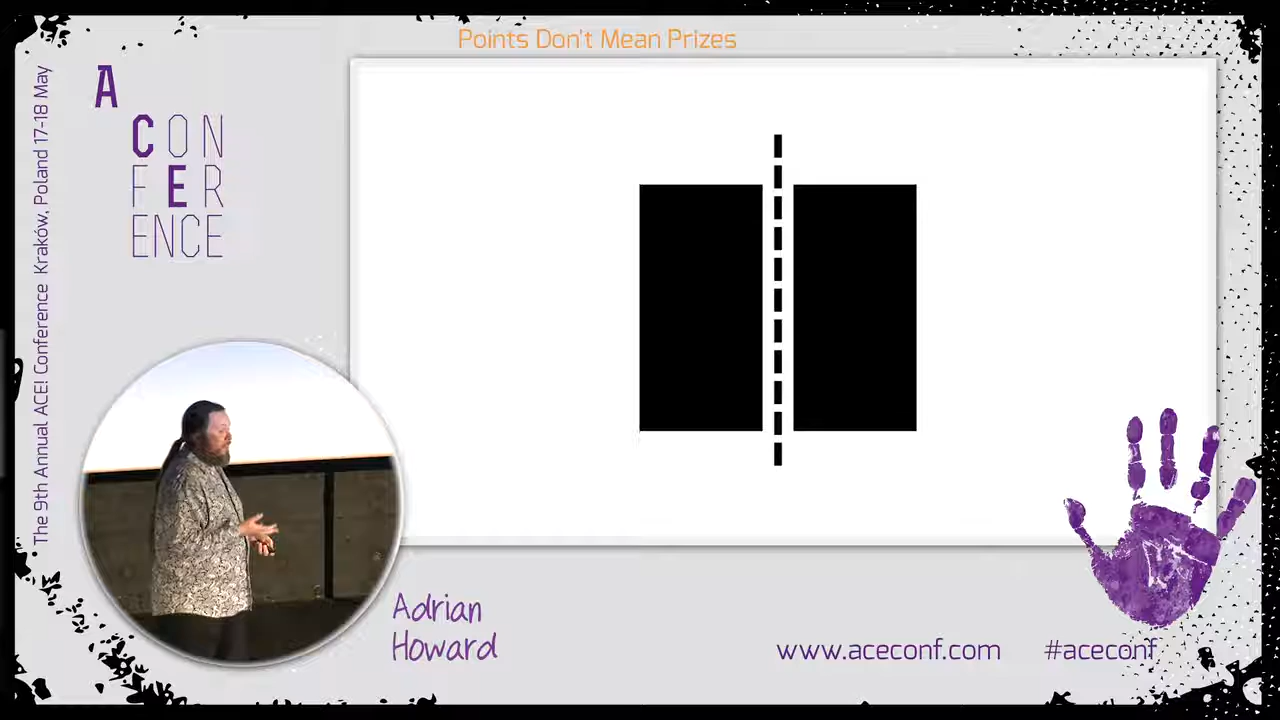 Points Don't Mean Prizes
The 9th Annual ACE! Conference Kraków, Poland 17-18 May
A
CON
FER
ENCE
Adrian
Howard
www.aceconf.com
#aceconf